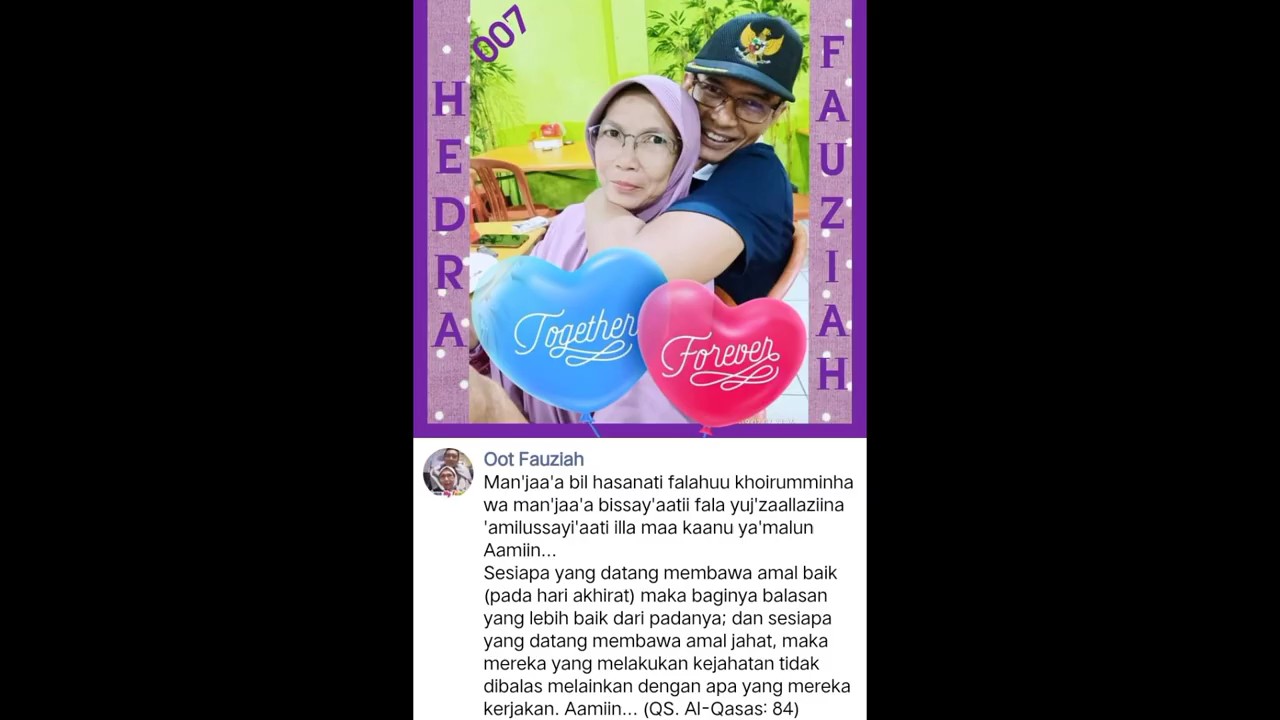 007
HEDRA
FAUZIAH
Together
Forever
Oot Fauziah
Man'jaa'a bil hasanati falahuu khoirumminha
wa man'jaa'a bissay'aatii fala yuj'zaallaziina
'amilussayi'aati illa maa kaanu ya'malun
Aamiin...
Sesiapa yang datang membawa amal baik
(pada hari akhirat) maka baginya balasan
yang lebih baik dari padanya; dan sesiapa
yang datang membawa amal jahat, maka
mereka yang melakukan kejahatan tidak
dibalas melainkan dengan apa yang mereka
kerjakan. Aamiin... (QS. Al-Qasas: 84)